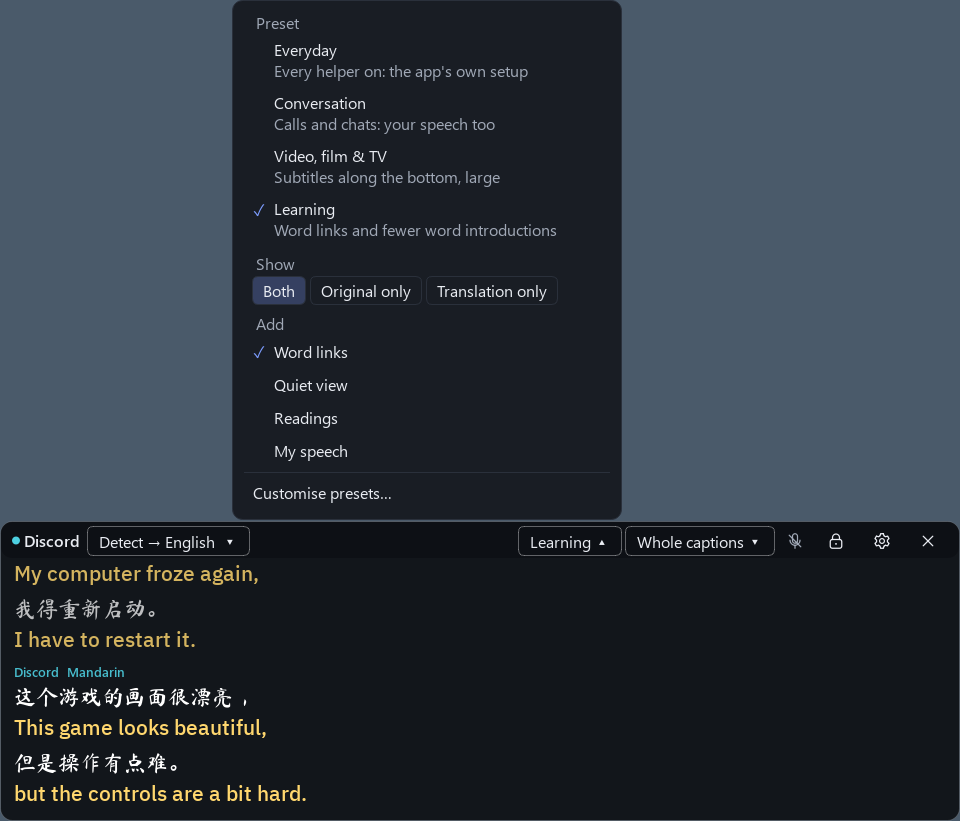 Preset
Everyday
Every helper on: the app's own setup
Conversation
Calls and chats: your speech too
Video, film & TV
Subtitles along the bottom, large
✓ Learning
Word links and fewer word introductions
Show
Both Original only Translation only
Add
✓ Word links
Quiet view
Readings
My speech
Customise presets...
Discord Detect → English ▾ Learning ▴ Whole captions ▾
My computer froze again,
我得重新启动。
I have to restart it.
Discord Mandarin
这个游戏的画面很漂亮，
This game looks beautiful,
但是操作有点难。
but the controls are a bit hard.